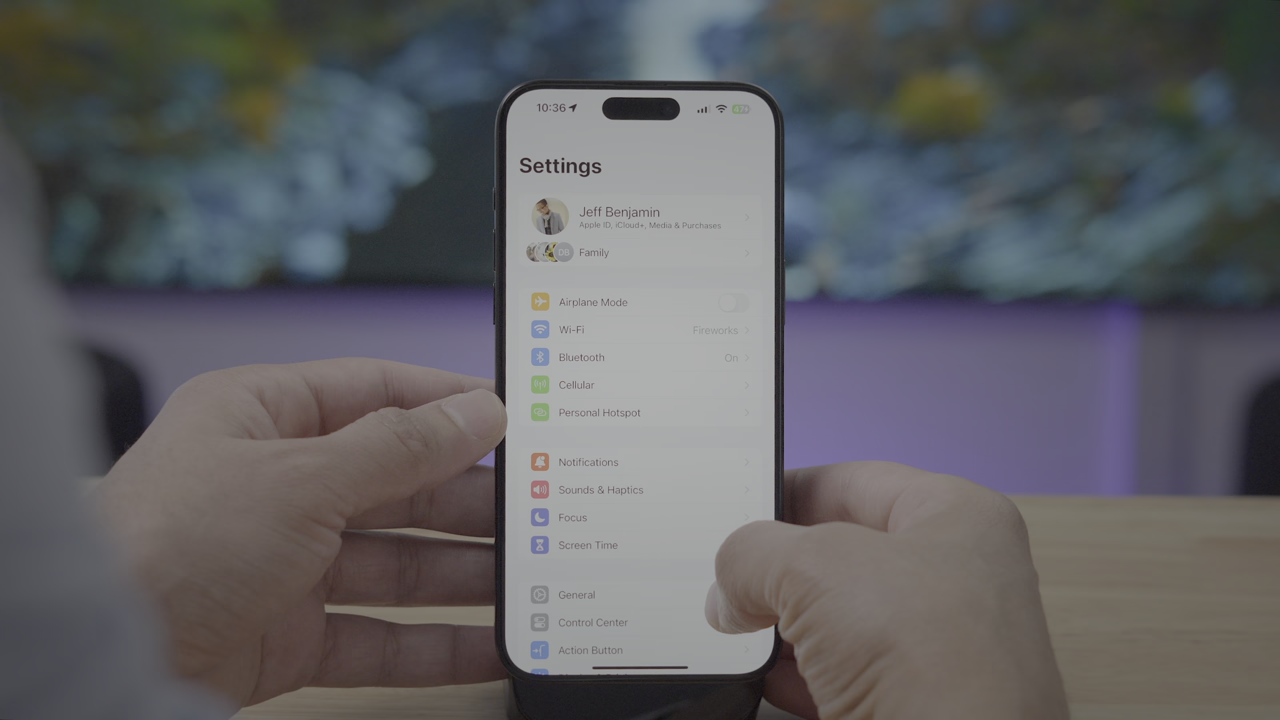 10:36
Settings
Jeff Benjamin
Apple ID, iCloud+, Media & Purchases
Family
Airplane Mode
Wi-Fi Fireworks
Bluetooth On
Cellular
Personal Hotspot
Notifications
Sounds & Haptics
Focus
Screen Time
General
Control Center
Action Button